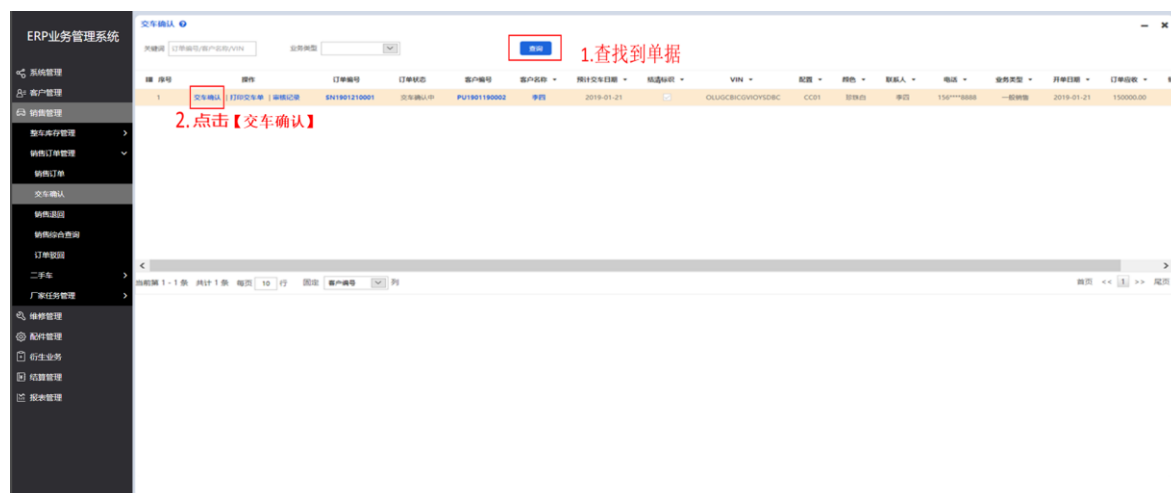 ERP业务管理系统
交车确认
关键词 订单编号/客户名称/VIN 业务类型 查询
1.查找到单据
系统管理
序号 操作 订单编号 订单状态 客户编号 客户名称 预计交车日期 结清标识 VIN 配置 颜色 联系人 电话 业务类型 开单日期 订单应收
客户管理
1 交车确认 | 打印交车单 | 审核记录 SN1901210001 交车确认中 PU1901190002 李四 2019-01-21 CC01 李四 156****8888 一般销售 2019-01-21 150000.00
销售管理
2.点击【交车确认】
整车库存管理
销售订单管理
销售订单
交车确认
销售退回
销售综合查询
订单驳回
二手车
当前第 1 - 1 条 共计 1 条 每页 10 行 固定 客户编号 列 首页 << 1 >> 尾页
厂家任务管理
维修管理
配件管理
衍生业务
结算管理
报表管理